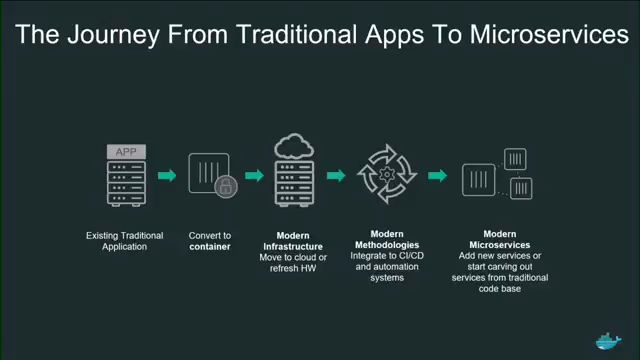 The Journey From Traditional Apps To Microservices
APP
Existing Traditional
Application
Convert to
container
Modern
Infrastructure
Move to cloud or
refresh HW
Modern
Methodologies
Integrate to CI/CD
and automation
systems
Modern
Microservices
Add new services or
start carving out
services from traditional
code base